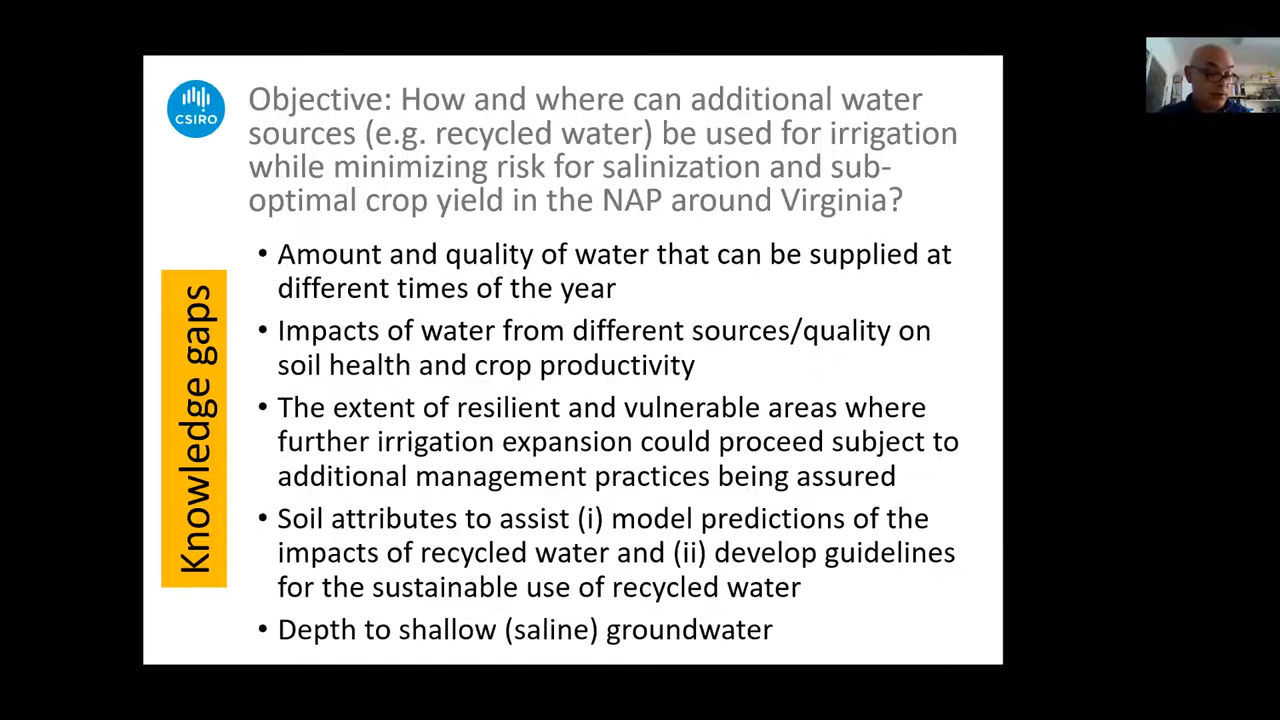 CSIRO
Objective: How and where can additional water
sources (e.g. recycled water) be used for irrigation
while minimizing risk for salinization and sub-
optimal crop yield in the NAP around Virginia?
Knowledge gaps
• Amount and quality of water that can be supplied at
different times of the year
• Impacts of water from different sources/quality on
soil health and crop productivity
• The extent of resilient and vulnerable areas where
further irrigation expansion could proceed subject to
additional management practices being assured
• Soil attributes to assist (i) model predictions of the
impacts of recycled water and (ii) develop guidelines
for the sustainable use of recycled water
• Depth to shallow (saline) groundwater